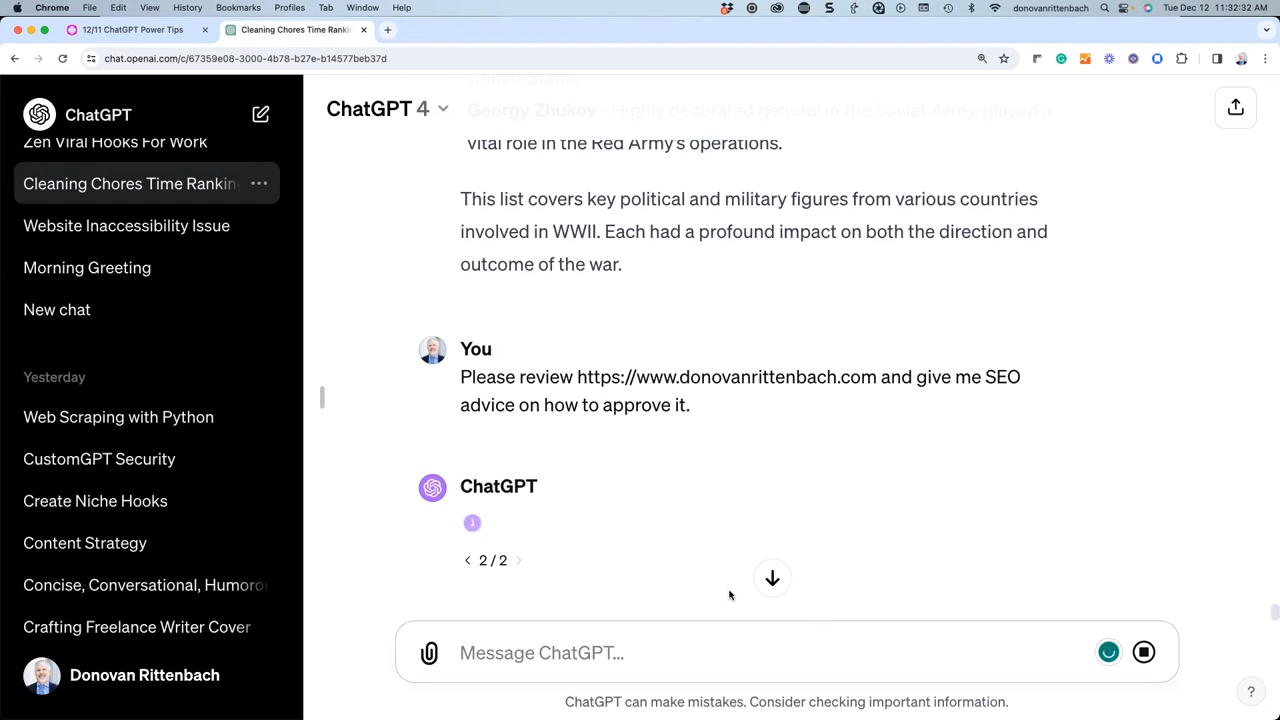 Chrome File Edit View History Bookmarks Profiles Tab Window Help donovanrittenbach Tue Dec 12 11:32:32 AM
12/11 ChatGPT Power Tips
Cleaning Chores Time Rankin
chat.openai.com/c/67359e08-3000-4b78-b27e-b14577beb37d
ChatGPT
Zen Viral Hooks For Work
Cleaning Chores Time Ranking
Website Inaccessibility Issue
Morning Greeting
New chat
Yesterday
Web Scraping with Python
CustomGPT Security
Create Niche Hooks
Content Strategy
Concise, Conversational, Humoro
Crafting Freelance Writer Cover
Donovan Rittenbach
ChatGPT 4
United States
Georgy Zhukov - Highly decorated general in the Soviet Army, played a
vital role in the Red Army's operations.
This list covers key political and military figures from various countries
involved in WWII. Each had a profound impact on both the direction and
outcome of the war.
You
Please review https://www.donovanrittenbach.com and give me SEO
advice on how to approve it.
ChatGPT
< 2 / 2 >
Message ChatGPT...
ChatGPT can make mistakes. Consider checking important information.
?